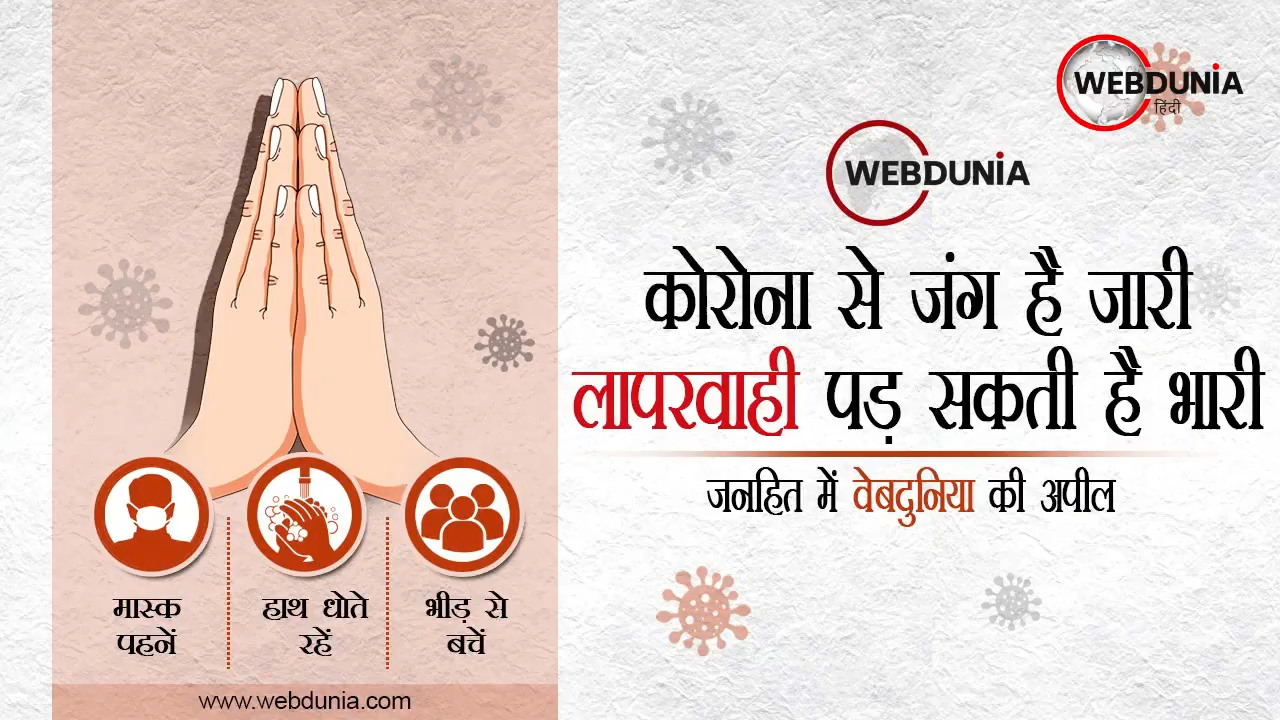 WEBDUNIA
हिंदी
WEBDUNIA
कोरोना से जंग है जारी
लापरवाही पड़ सकती है भारी
जनहित में वेबदुनिया की अपील
मास्क
पहनें
हाथ धोते
रहें
भीड़ से
बचें
www.webdunia.com